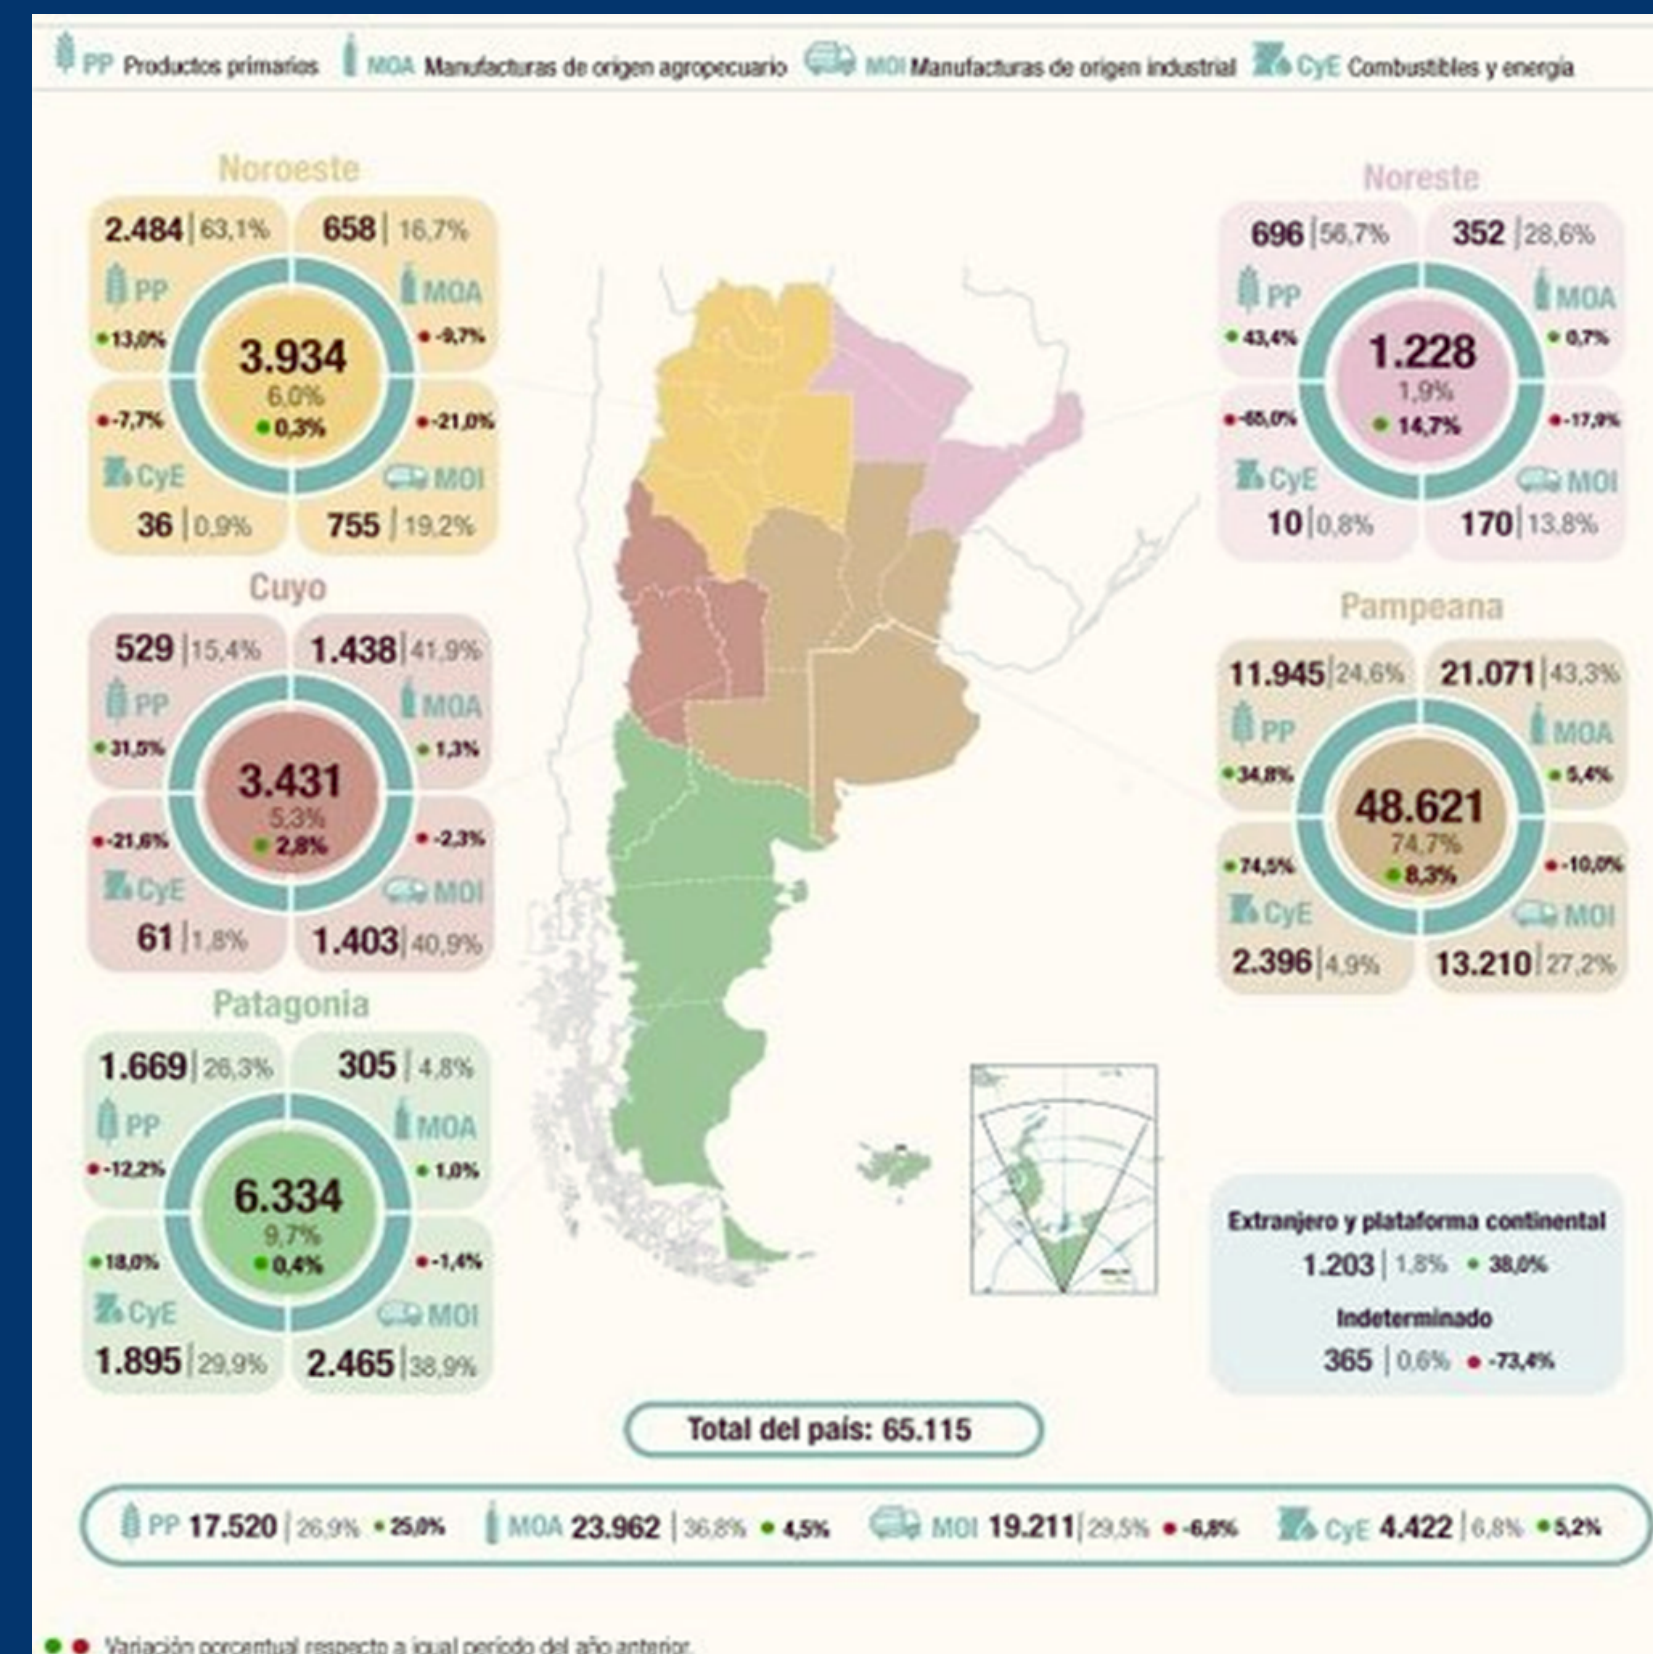 PP Productos primarios MOA Manufacturas de origen agropecuario MOI Manufacturas de origen industrial CyE Combustibles y energía
Noroeste
2.484 | 63,1% 658 | 16,7%
PP MOA
13,0% -9,7%
3.934
6,0%
0,3%
-7,7% -21,0%
CyE MOI
36 | 0,9% 755 | 19,2%
Noreste
696 | 56,7% 352 | 28,6%
PP MOA
43,4% 0,7%
1.228
1,9%
14,7%
-65,0% -17,9%
CyE MOI
10 | 0,8% 170 | 13,8%
Cuyo
529 | 15,4% 1.438 | 41,9%
PP MOA
31,5% 1,3%
3.431
5,3%
2,8%
-21,6% -2,3%
CyE MOI
61 | 1,8% 1.403 | 40,9%
Pampeana
11.945 | 24,6% 21.071 | 43,3%
PP MOA
34,8% 5,4%
48.621
74,7%
8,3%
74,5% -10,0%
CyE MOI
2.396 | 4,9% 13.210 | 27,2%
Patagonia
1.669 | 26,3% 305 | 4,8%
PP MOA
-12,2% 1,0%
6.334
9,7%
0,4%
18,0% -1,4%
CyE MOI
1.895 | 29,9% 2.465 | 38,9%
Extranjero y plataforma continental
1.203 | 1,8% 38,0%
Indeterminado
365 | 0,6% -73,4%
Total del país: 65.115
PP 17.520 | 26,9% 25,0% MOA 23.962 | 36,8% 4,5% MOI 19.211 | 29,5% -6,8% CyE 4.422 | 6,8% 5,2%
Variación porcentual respecto a igual período del año anterior.